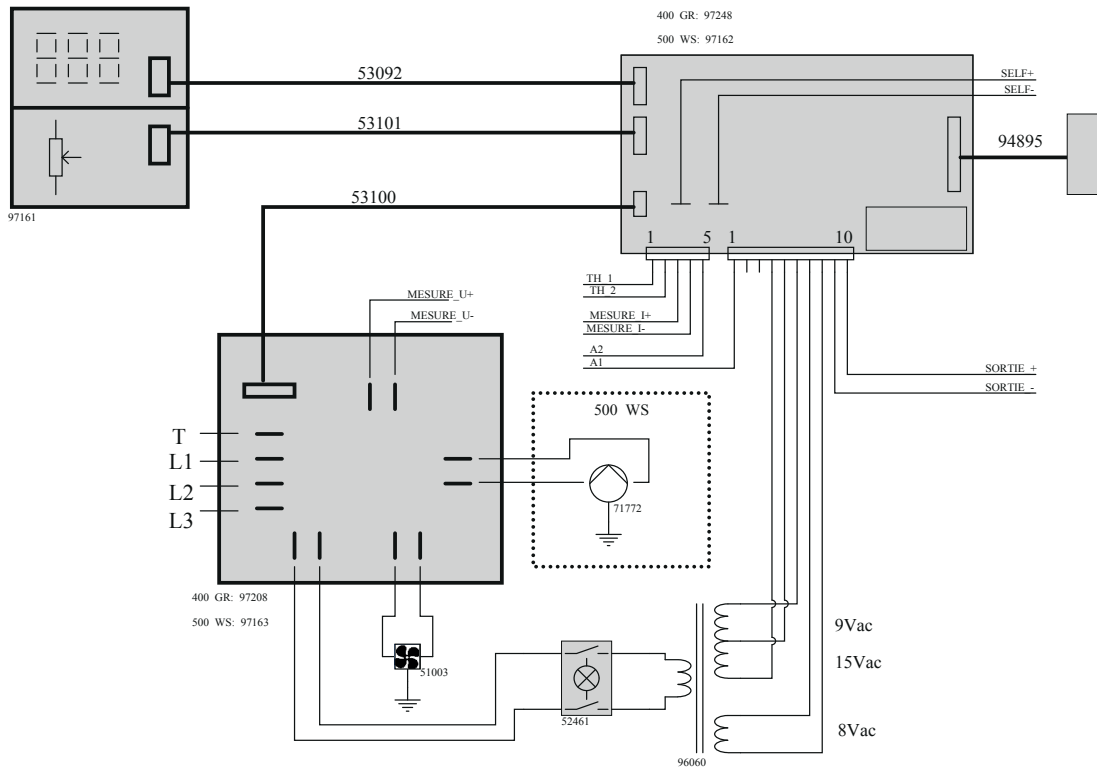 400 GR: 97248
500 WS: 97162
53092
SELF+
SELF-
53101
94895
53100
97161
1 5 1 10
TH_1
TH_2
MESURE_U+
MESURE_U-
MESURE_I+
MESURE_I-
A2
A1
SORTIE_+
SORTIE_-
500 WS
T
L1
L2
L3
71772
400 GR: 97208
500 WS: 97163
9Vac
15Vac
51003
52461
8Vac
96060